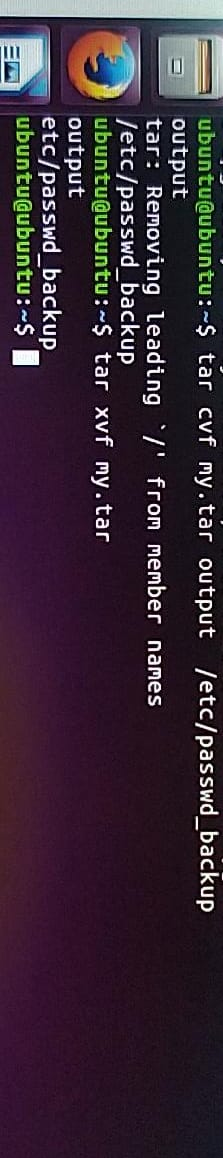 ubuntu@ubuntu:~$ tar cvf my.tar output  /etc/passwd_backup
output
tar: Removing leading `/' from member names
/etc/passwd_backup
ubuntu@ubuntu:~$ tar xvf my.tar
output
etc/passwd_backup
ubuntu@ubuntu:~$